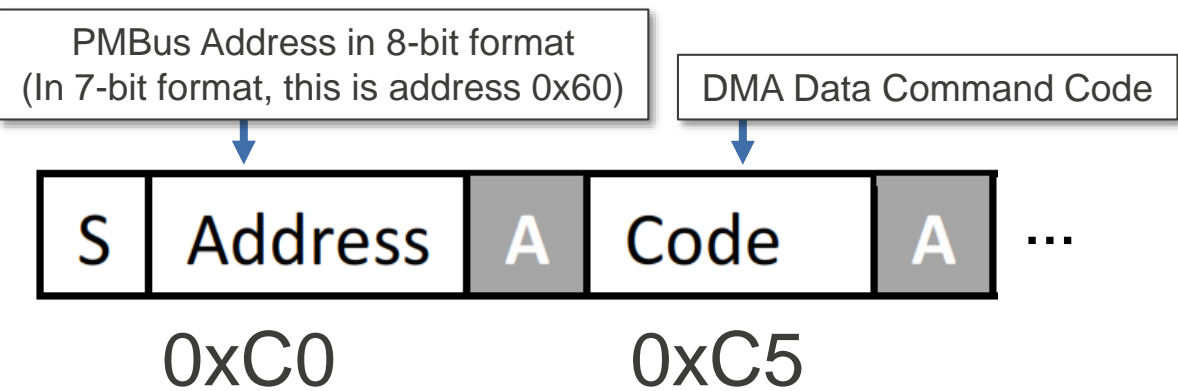 PMBus Address in 8-bit format
(In 7-bit format, this is address 0x60)
DMA Data Command Code
S Address A Code A ...
0xC0 0xC5